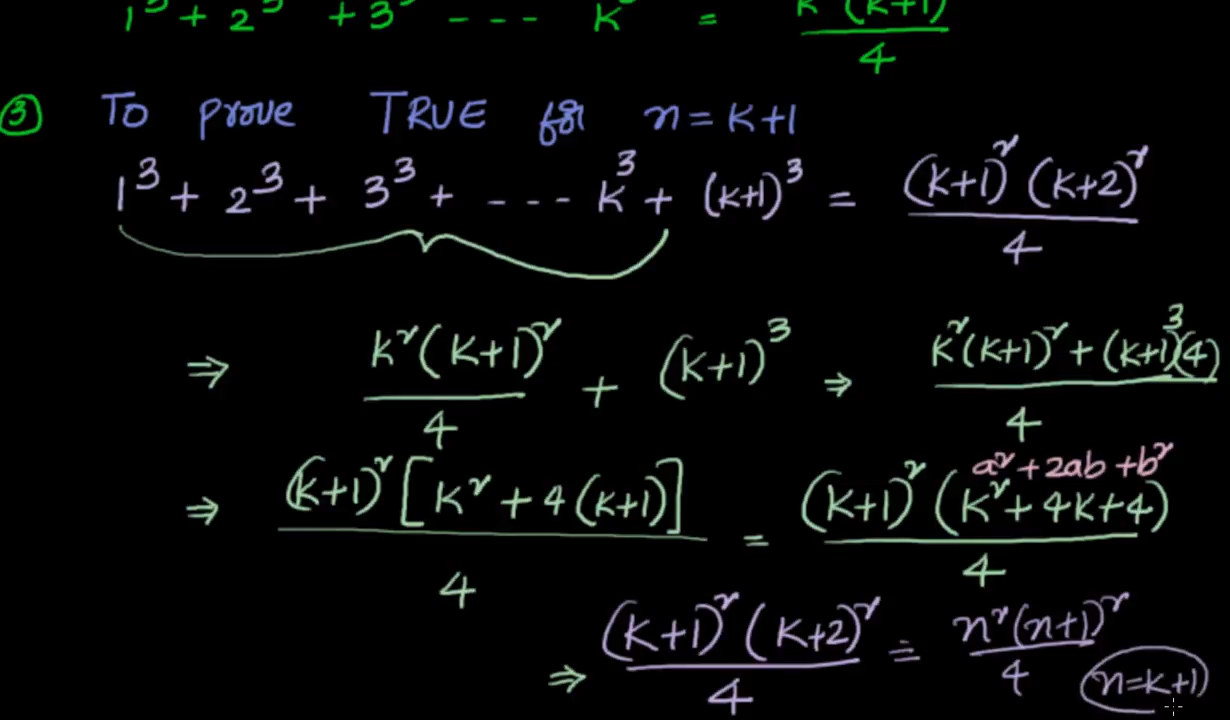 1³ + 2³ + 3³ - - - k³ = k²(k+1)²/4
③ To prove TRUE for n = k+1
1³ + 2³ + 3³ + - - - k³ + (k+1)³ = (k+1)²(k+2)²/4
⇒ k²(k+1)²/4 + (k+1)³ ⇒ k²(k+1)² + (k+1)³(4)/4
a² + 2ab + b²
⇒ (k+1)²[k² + 4(k+1)]/4 = (k+1)²(k² + 4k + 4)/4
⇒ (k+1)²(k+2)²/4 = n²(n+1)²/4
n=k+1